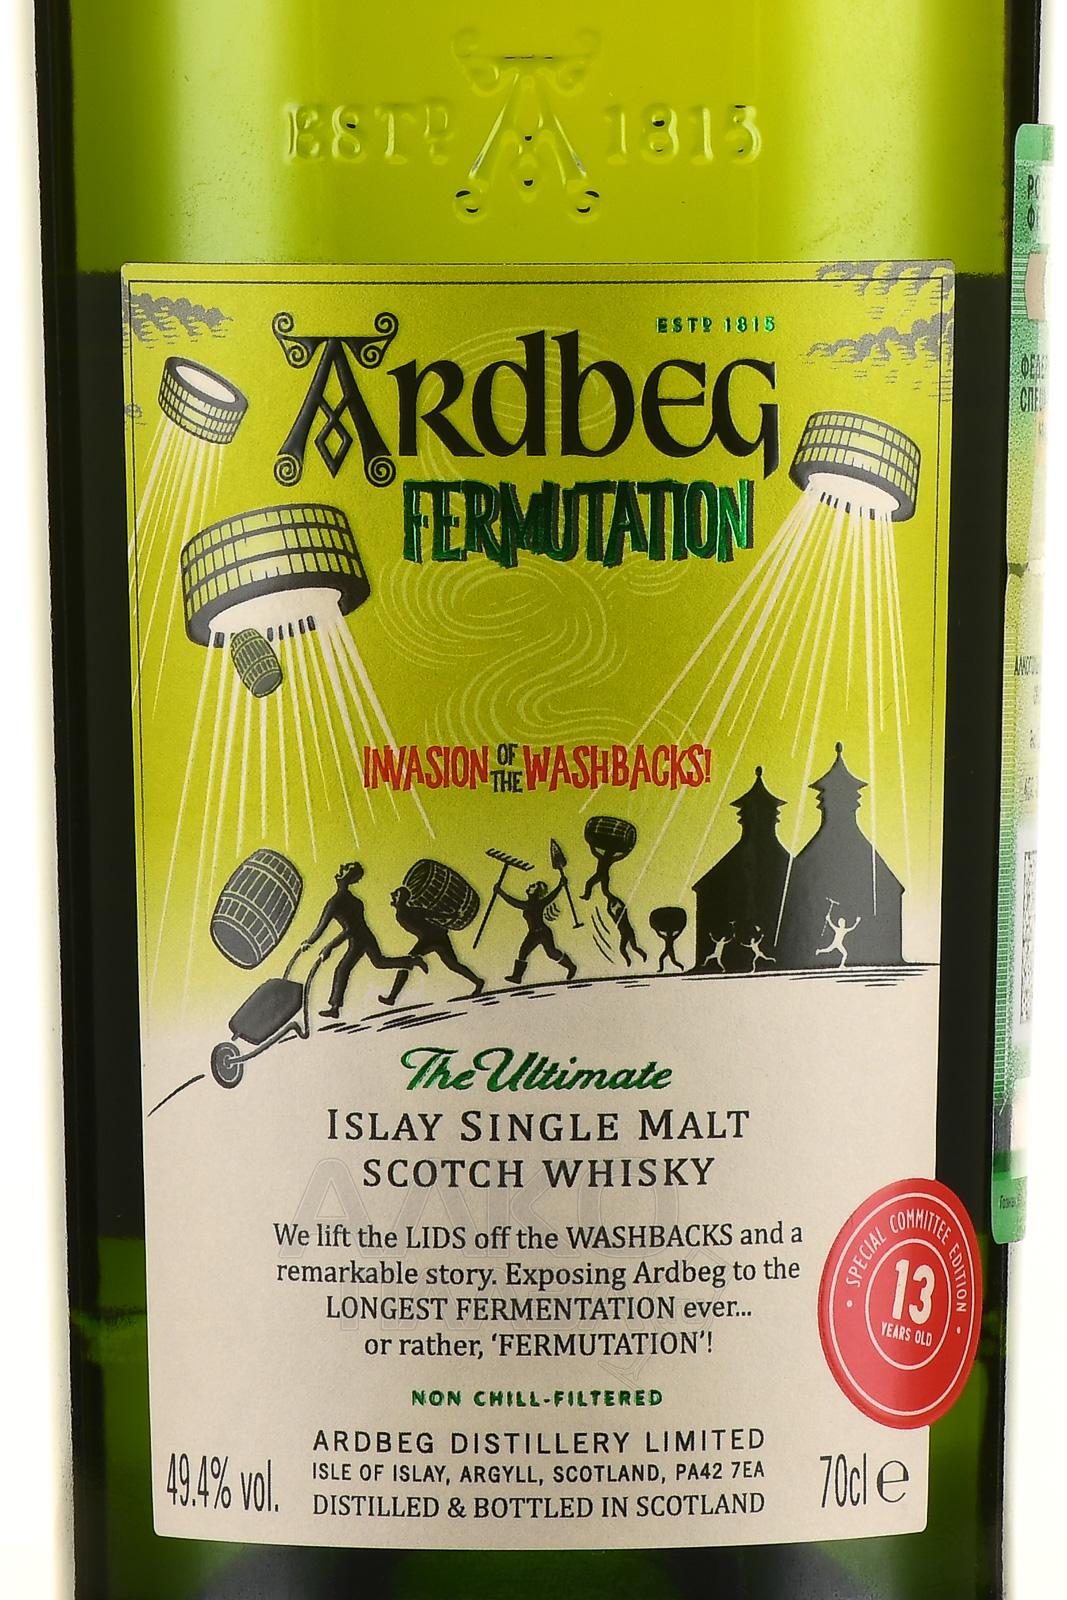 ESTD 1815
ESTD 1815
ARDBEG
FERMUTATION
INVASION OF THE WASHBACKS!
The Ultimate
ISLAY SINGLE MALT
SCOTCH WHISKY
We lift the LIDS off the WASHBACKS and a
remarkable story. Exposing Ardbeg to the
LONGEST FERMENTATION ever...
or rather, ‘FERMUTATION’!
SPECIAL COMMITTEE EDITION
13
YEARS OLD
NON CHILL-FILTERED
ARDBEG DISTILLERY LIMITED
ISLE OF ISLAY, ARGYLL, SCOTLAND, PA42 7EA
DISTILLED & BOTTLED IN SCOTLAND
49.4% vol.
70cl e